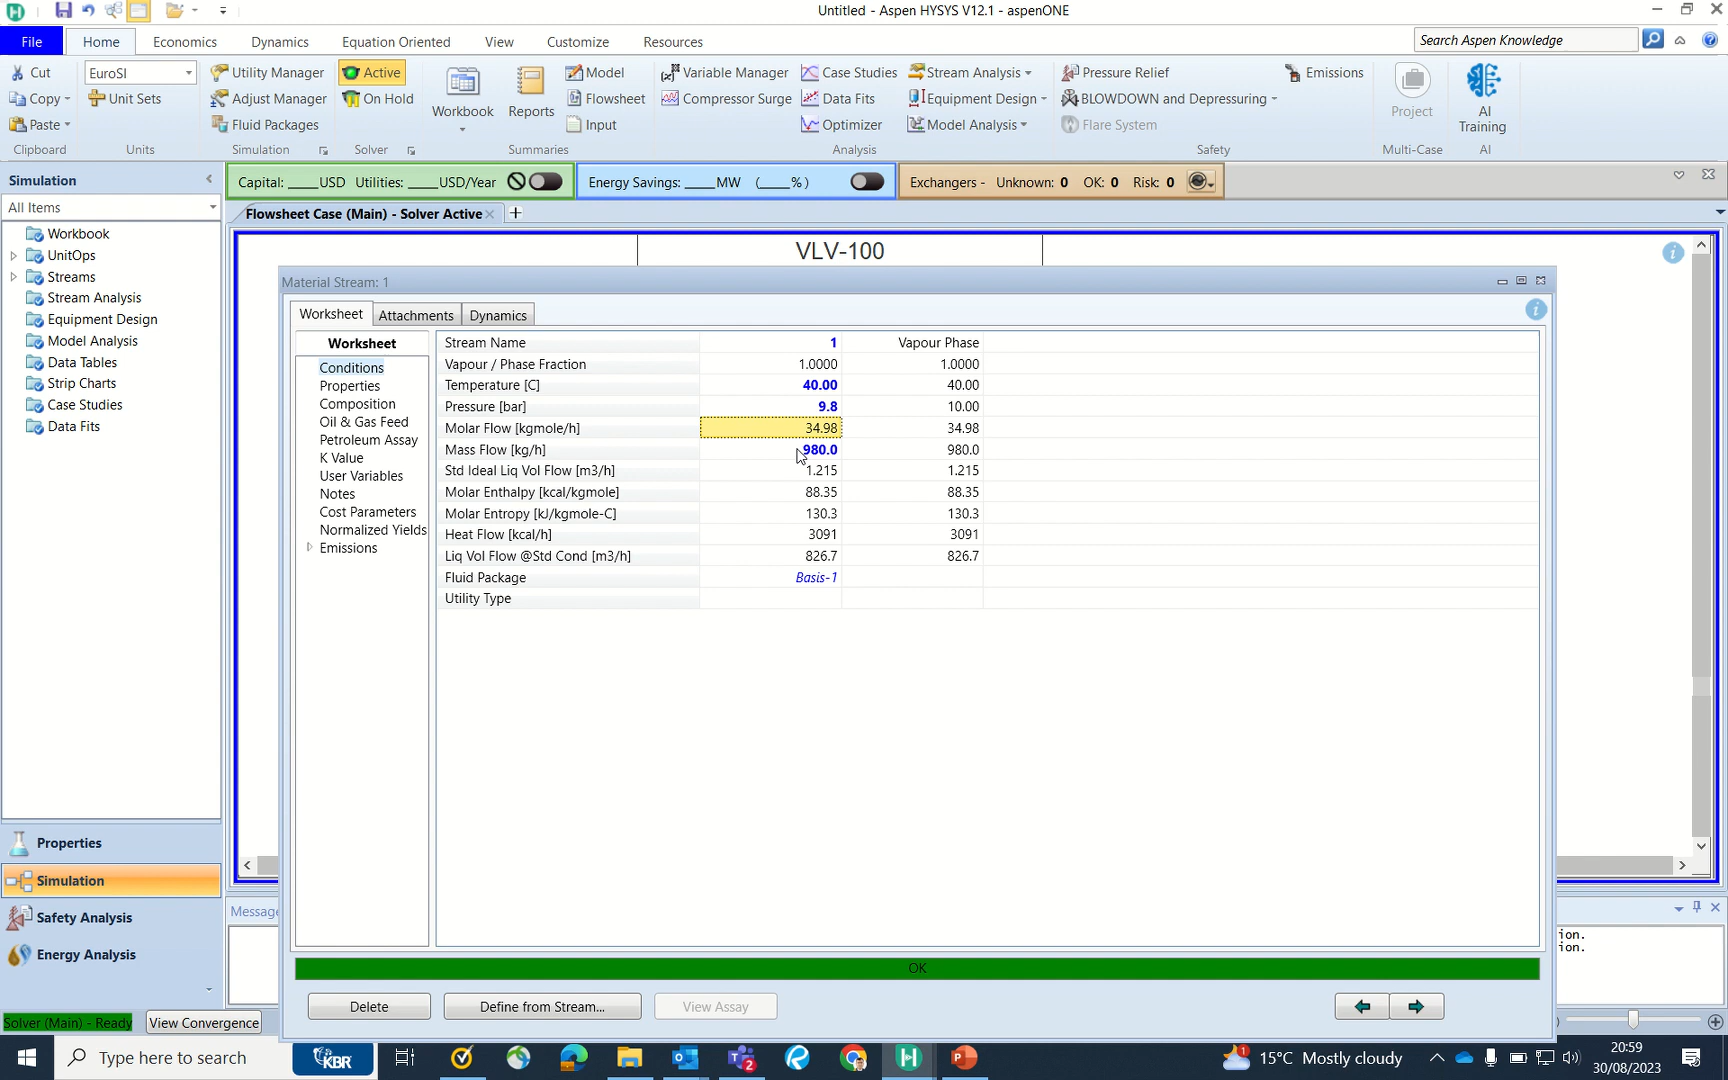 Untitled - Aspen HYSYS V12.1 - aspenONE
File Home Economics Dynamics Equation Oriented View Customize Resources Search Aspen Knowledge
Cut EuroSI Utility Manager Active Model Variable Manager Case Studies Stream Analysis Pressure Relief Emissions
Copy Unit Sets Adjust Manager On Hold Workbook Reports Flowsheet Compressor Surge Data Fits Equipment Design BLOWDOWN and Depressuring Project AI Training
Paste Fluid Packages Input Optimizer Model Analysis Flare System
Clipboard Units Simulation Solver Summaries Analysis Safety Multi-Case AI
Simulation
Capital: ____USD Utilities: ____USD/Year Energy Savings: ____MW (____%) Exchangers - Unknown: 0 OK: 0 Risk: 0
All Items
Flowsheet Case (Main) - Solver Active
Workbook
UnitOps
Streams
Stream Analysis
Equipment Design
Model Analysis
Data Tables
Strip Charts
Case Studies
Data Fits
Properties
Simulation
Safety Analysis
Energy Analysis
VLV-100
Material Stream: 1
Worksheet Attachments Dynamics
Worksheet
Conditions
Properties
Composition
Oil & Gas Feed
Petroleum Assay
K Value
User Variables
Notes
Cost Parameters
Normalized Yields
Emissions
Stream Name 1 Vapour Phase
Vapour / Phase Fraction 1.0000 1.0000
Temperature [C] 40.00 40.00
Pressure [bar] 9.8 10.00
Molar Flow [kgmole/h] 34.98 34.98
Mass Flow [kg/h] 980.0 980.0
Std Ideal Liq Vol Flow [m3/h] 1.215 1.215
Molar Enthalpy [kcal/kgmole] 88.35 88.35
Molar Entropy [kJ/kgmole-C] 130.3 130.3
Heat Flow [kcal/h] 3091 3091
Liq Vol Flow @Std Cond [m3/h] 826.7 826.7
Fluid Package Basis-1
Utility Type
OK
Delete Define from Stream... View Assay
Message
ion.
ion.
Solver (Main) - Ready View Convergence
Type here to search KBR 15°C Mostly cloudy 20:59
30/08/2023